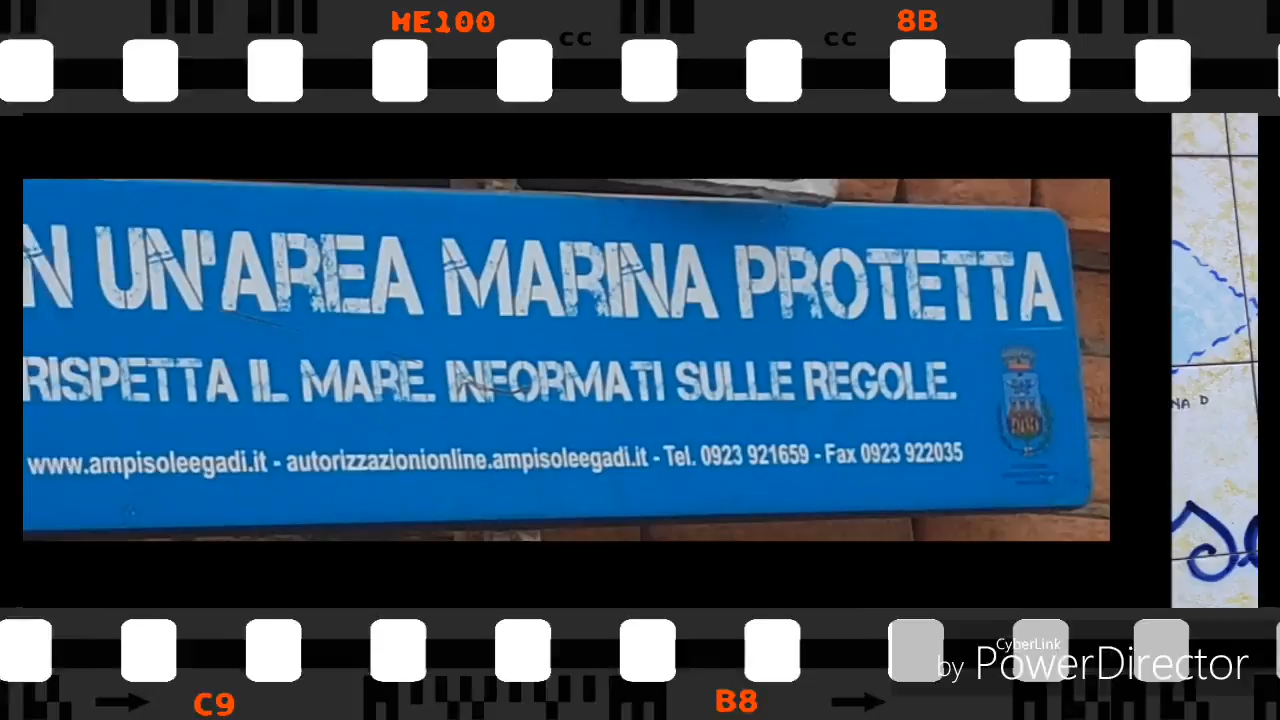 ME100 8B
cc cc
N UN'AREA MARINA PROTETTA
RISPETTA IL MARE. INFORMATI SULLE REGOLE.
www.ampisoleegadi.it - autorizzazionionline.ampisoleegadi.it - Tel. 0923 921659 - Fax 0923 922035
NA D
CyberLink
by PowerDirector
C9 B8